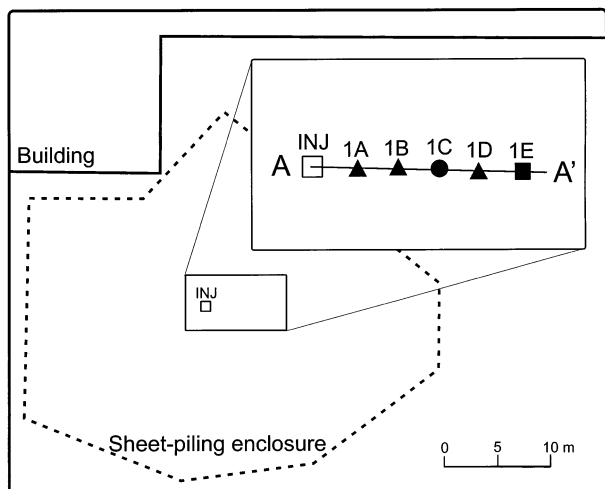 Building
INJ 1A 1B 1C 1D 1E
A A'
INJ
Sheet-piling enclosure
0 5 10 m